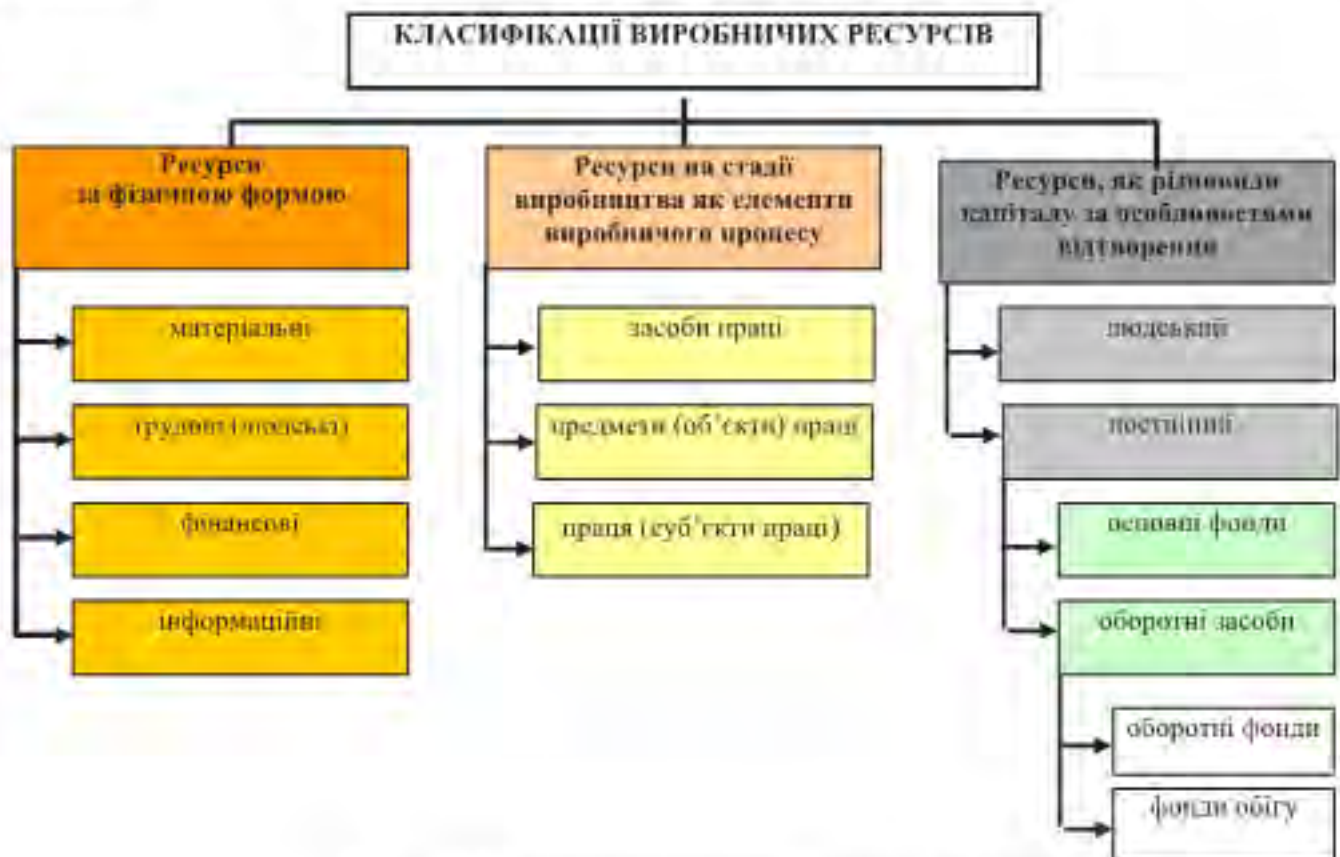 КЛАСИФІКАЦІЇ ВИРОБНИЧИХ РЕСУРСІВ
Ресурси
за фізичною формою
матеріальні
трудові (людські)
фінансові
інформаційні
Ресурси на стадії
виробництва як елементи
виробничого процесу
засоби праці
предмети (об’єкти) праці
праця (суб’єкти праці)
Ресурси, як різновиди
капіталу за особливостями
відтворення
людський
постійний
основні фонди
оборотні засоби
оборотні фонди
фонди обігу